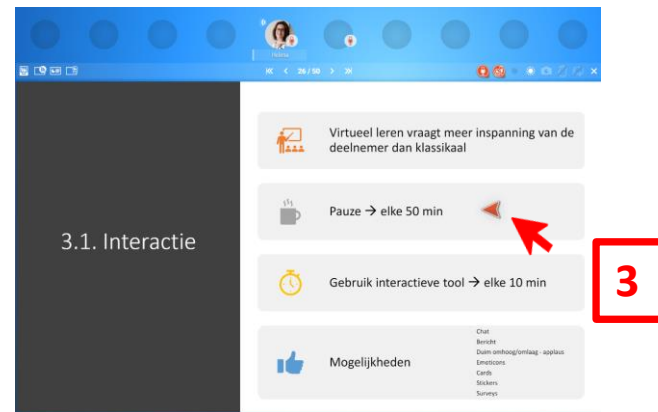 26 / 50
3.1. Interactie
Virtueel leren vraagt meer inspanning van de
deelnemer dan klassikaal
Pauze → elke 50 min
Gebruik interactieve tool → elke 10 min
3
Mogelijkheden
Chat
Bericht
Duim omhoog/omlaag - applaus
Emoticons
Cards
Stickers
Surveys